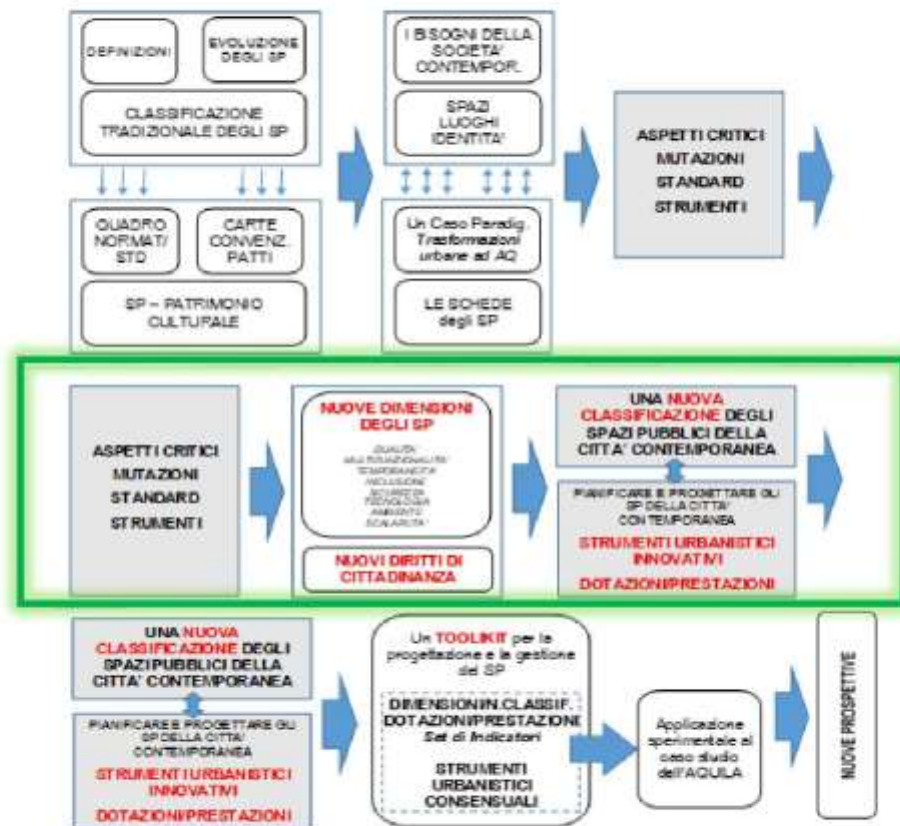 DEFINIZIONI
EVOLUZIONE
DEGLI SP
CLASSIFICAZIONE
TRADIZIONALE DEGLI SP
I BISOGNI DELLA
SOCIETA'
CONTEMPOR.
SPAZI
LUOGHI
IDENTITA'
ASPETTI CRITICI
MUTAZIONI
STANDARD
STRUMENTI
QUADRO
NORMAT/
STD
CARTE
CONVENZ.
PATTI
SP – PATRIMONIO
CULTURALE
Un Caso Paradig.
Trasformazioni
urbane ad AQ
LE SCHEDE
degli SP
ASPETTI CRITICI
MUTAZIONI
STANDARD
STRUMENTI
NUOVE DIMENSIONI
DEGLI SP
QUALITA'
MULTIFUNZIONALITA'
TEMPORANEITA'
INCLUSIONE
SICUREZZA
TECNOLOGIA
AMBIENTE
SCALARITA'
NUOVI DIRITTI DI
CITTADINANZA
UNA NUOVA
CLASSIFICAZIONE DEGLI
SPAZI PUBBLICI DELLA
CITTA' CONTEMPORANEA
PIANIFICARE E PROGETTARE GLI
SP DELLA CITTA'
CONTEMPORANEA
STRUMENTI URBANISTICI
INNOVATIVI
DOTAZIONI/PRESTAZIONI
UNA NUOVA
CLASSIFICAZIONE DEGLI
SPAZI PUBBLICI DELLA
CITTA' CONTEMPORANEA
PIANIFICARE E PROGETTARE GLI
SP DELLA CITTA'
CONTEMPORANEA
STRUMENTI URBANISTICI
INNOVATIVI
DOTAZIONI/PRESTAZIONI
Un TOOLIKIT per la
progettazione e la gestione
dei SP
DIMENSIONI N.CLASSIF.
DOTAZIONI/PRESTAZIONE
Set di Indicatori
STRUMENTI
URBANISTICI
CONSENSUALI
Applicazione
sperimentale al
caso studio
dell'AQUILA
NUOVE PROSPETTIVE